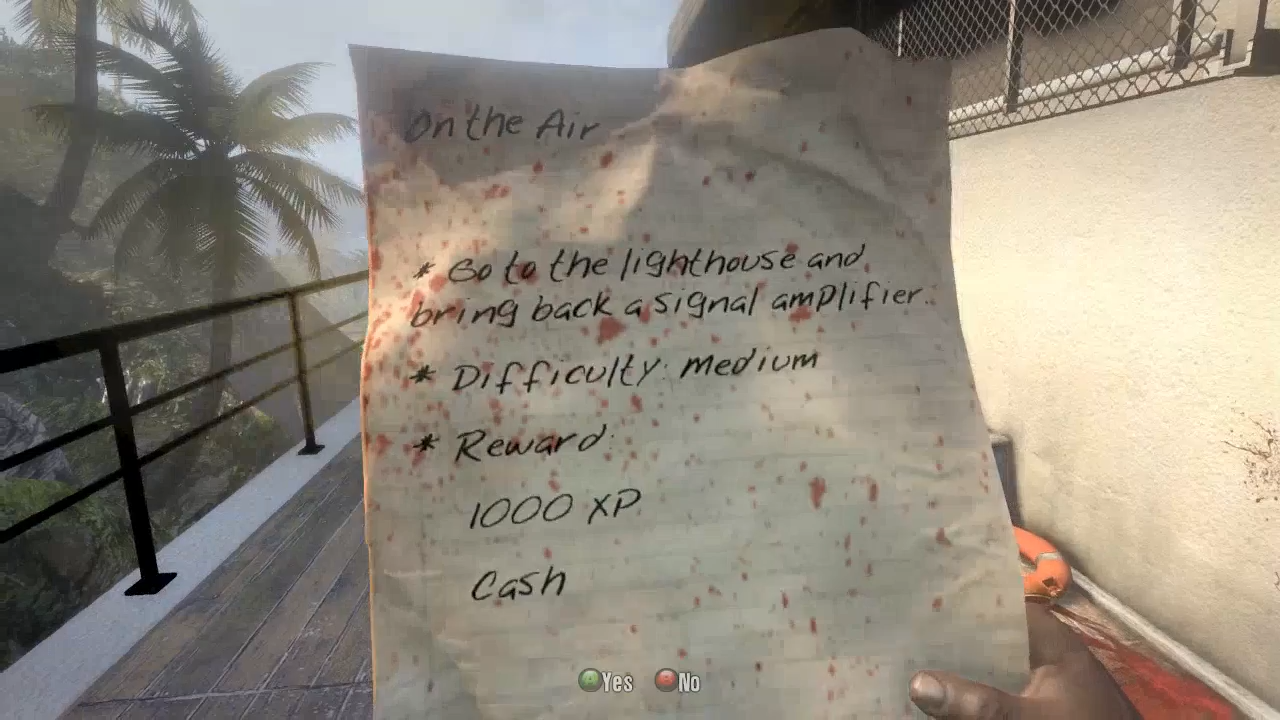 On the Air
* Go to the lighthouse and
bring back a signal amplifier.
* Difficulty: medium
* Reward:
1000 XP
Cash
A Yes B No